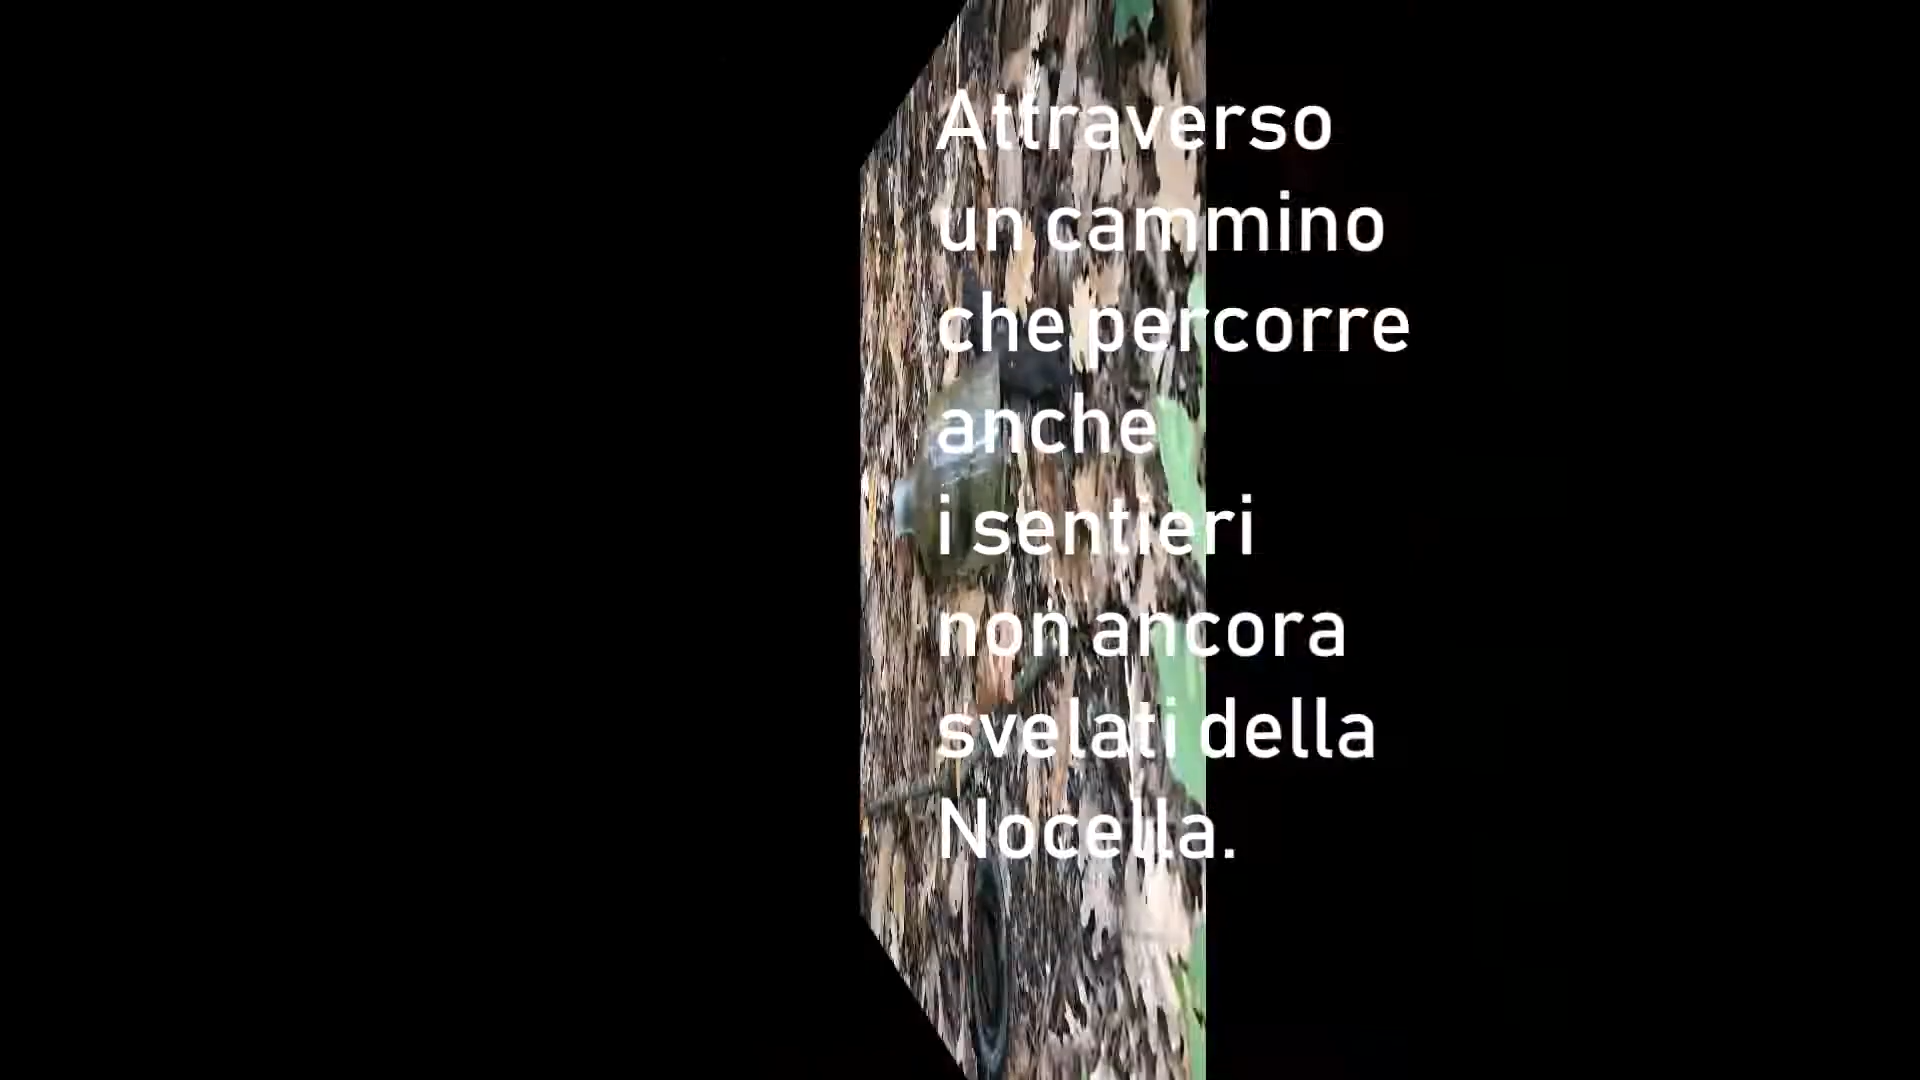 Attraverso
un cammino
che percorre
anche
i sentieri
non ancora
svelati della
Nocella.